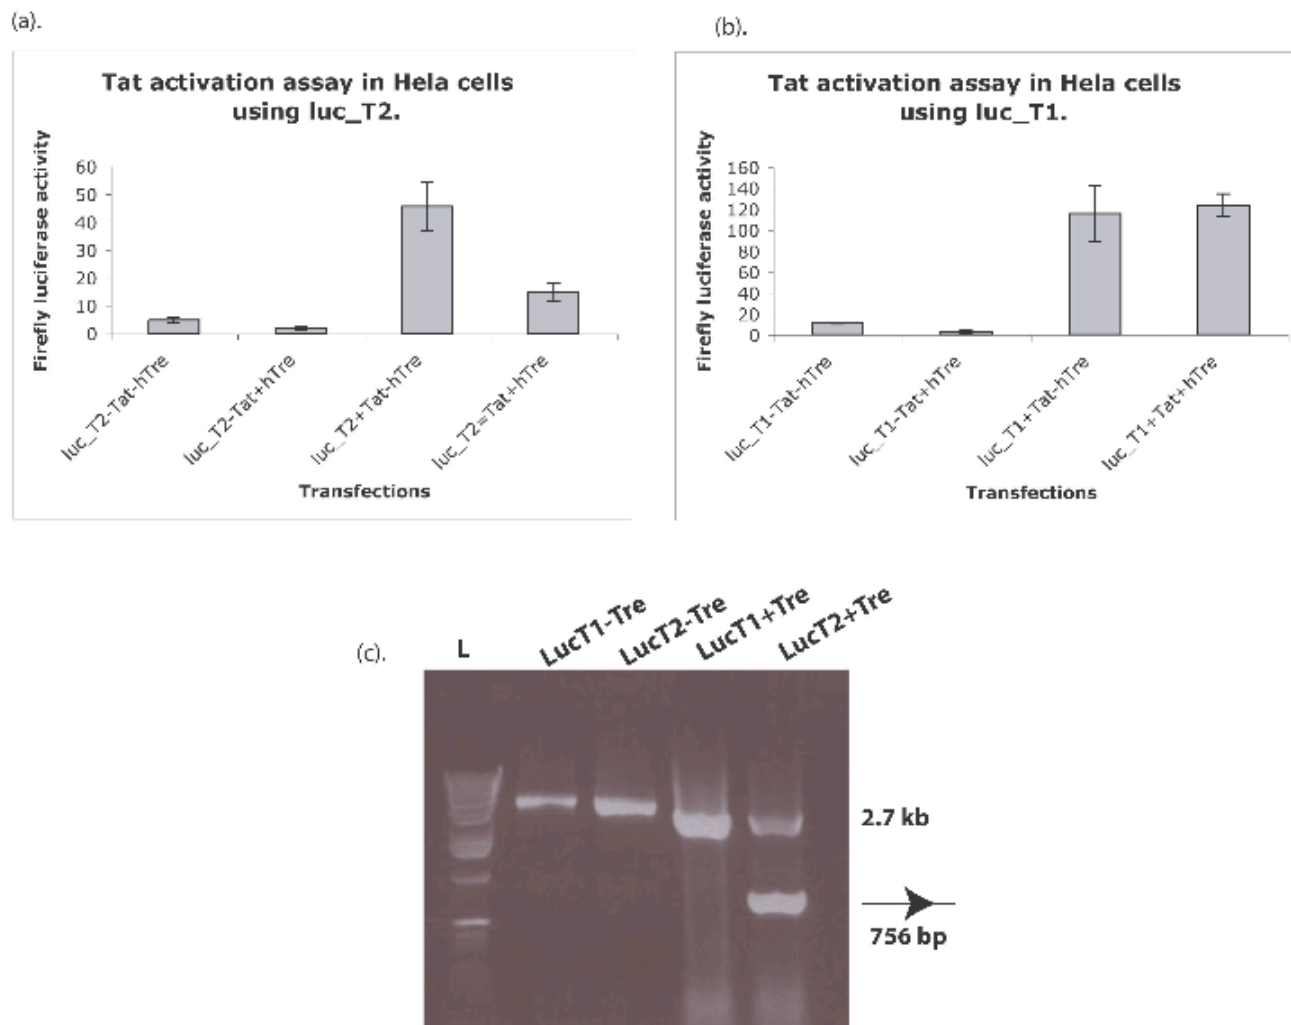 (a).
Tat activation assay in Hela cells
using luc_T2.
Firefly luciferase activity
60
50
40
30
20
10
0
luc_T2-Tat-hTre
luc_T2-Tat+hTre
luc_T2+Tat-hTre
luc_T2=Tat+hTre
Transfections
(b).
Tat activation assay in Hela cells
using luc_T1.
Firefly luciferase activity
160
140
120
100
80
60
40
20
0
luc_T1-Tat-hTre
luc_T1-Tat+hTre
luc_T1+Tat-hTre
luc_T1+Tat+hTre
Transfections
(c).
L
LucT1-Tre
LucT2-Tre
LucT1+Tre
LucT2+Tre
2.7 kb
756 bp